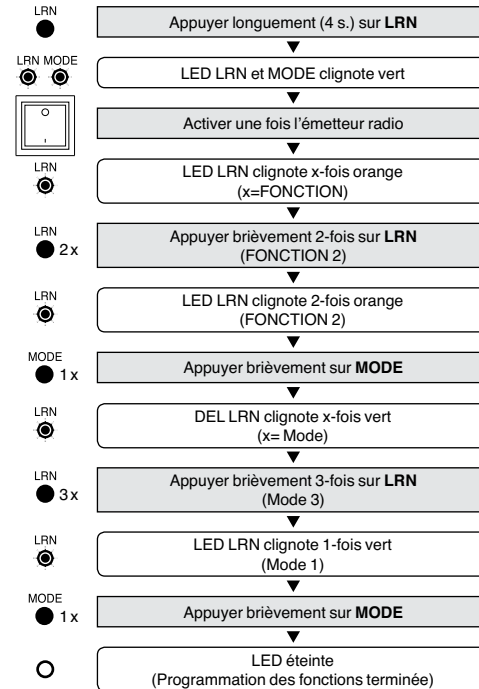 LRN
Appuyer longuement (4 s.) sur LRN
LRN MODE
LED LRN et MODE clignote vert
Activer une fois l'émetteur radio
LRN
LED LRN clignote x-fois orange
(x=FONCTION)
LRN
2x
Appuyer brièvement 2-fois sur LRN
(FONCTION 2)
LRN
LED LRN clignote 2-fois orange
(FONCTION 2)
MODE
1x
Appuyer brièvement sur MODE
LRN
DEL LRN clignote x-fois vert
(x= Mode)
LRN
3x
Appuyer brièvement 3-fois sur LRN
(Mode 3)
LRN
LED LRN clignote 1-fois vert
(Mode 1)
MODE
1x
Appuyer brièvement sur MODE
LED éteinte
(Programmation des fonctions terminée)